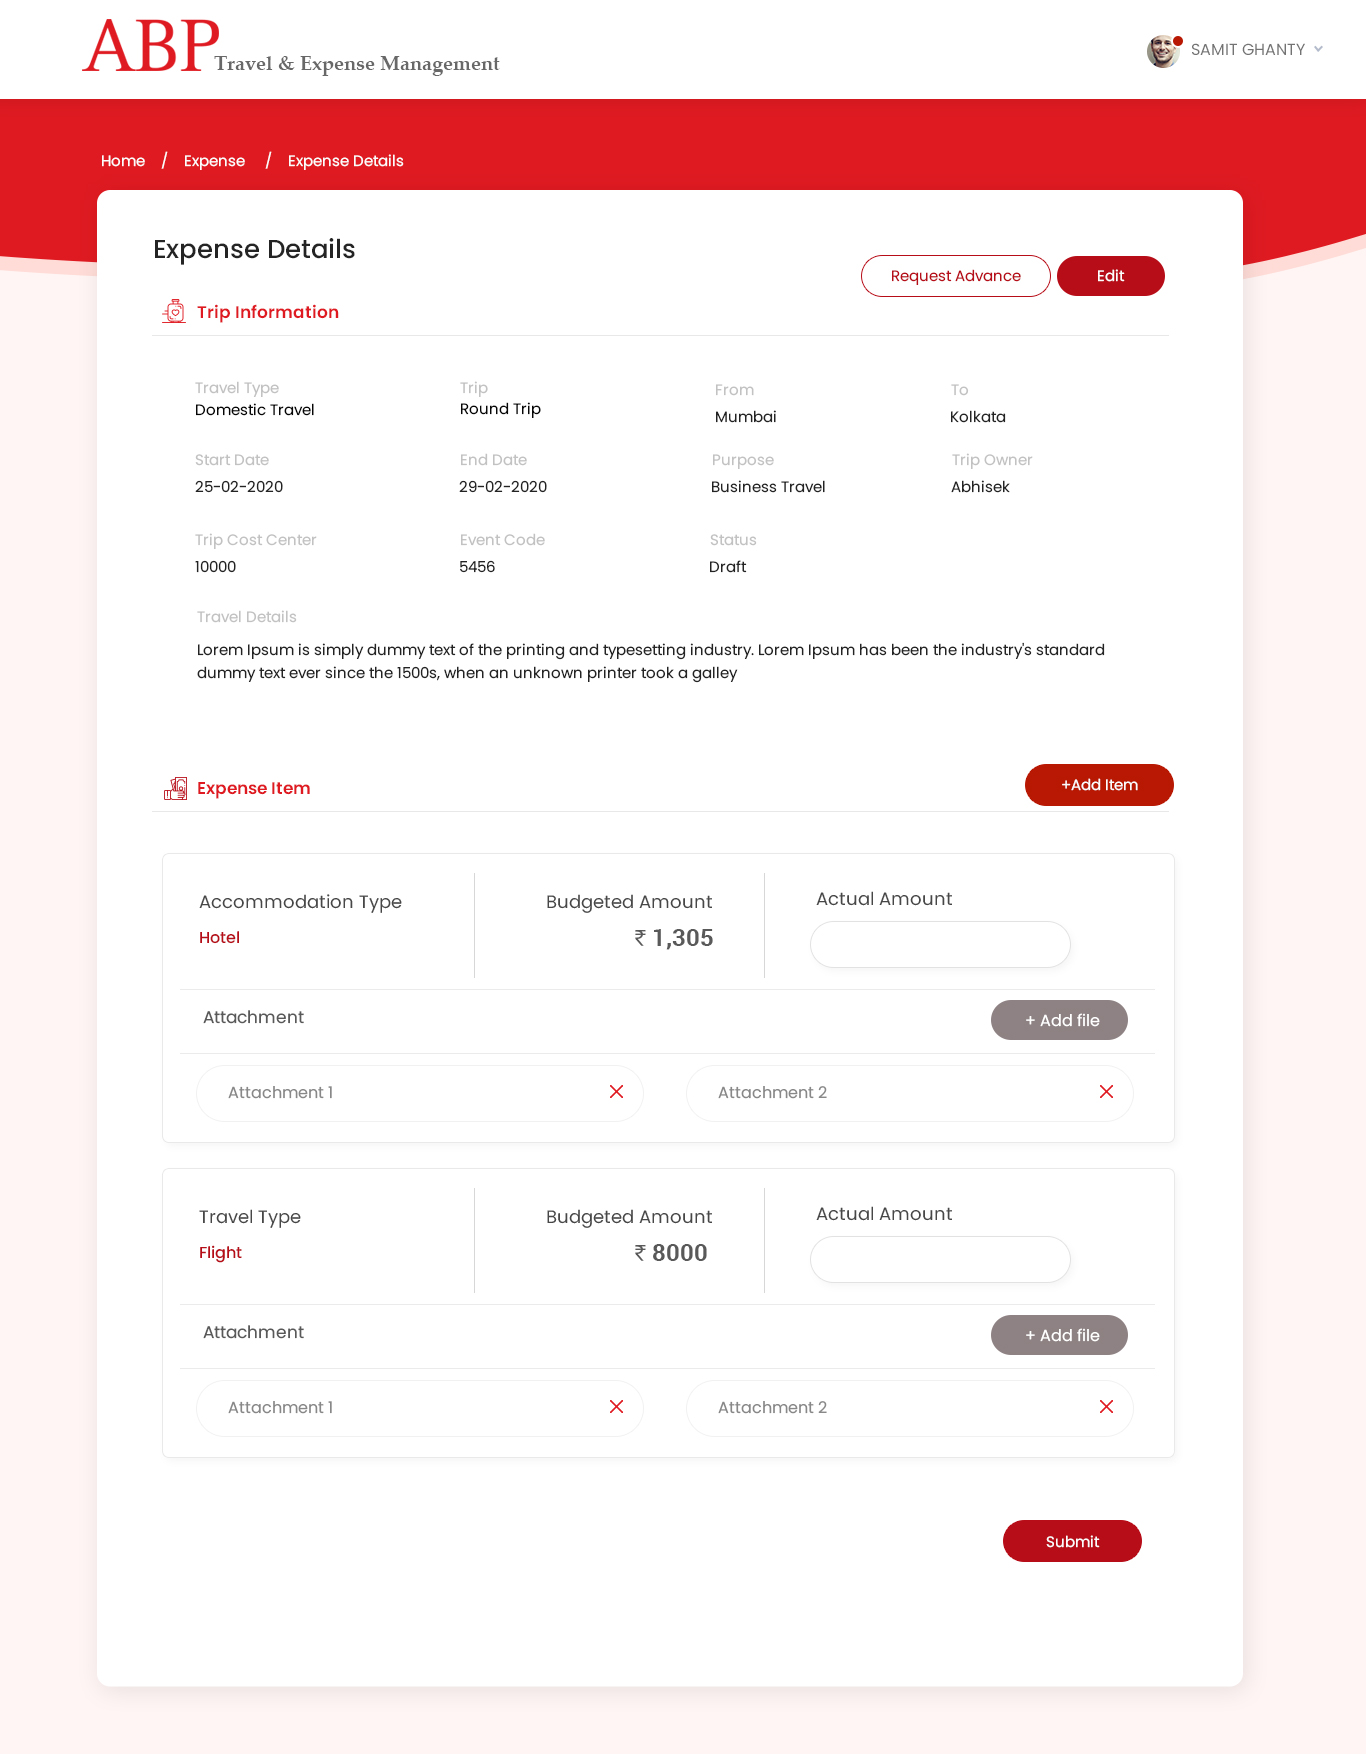 ABP Travel & Expense Management
SAMIT GHANTY
Home / Expense / Expense Details
Expense Details
Request Advance Edit
Trip Information
Travel Type Trip From To
Domestic Travel Round Trip Mumbai Kolkata
Start Date End Date Purpose Trip Owner
25-02-2020 29-02-2020 Business Travel Abhisek
Trip Cost Center Event Code Status
10000 5456 Draft
Travel Details
Lorem Ipsum is simply dummy text of the printing and typesetting industry. Lorem Ipsum has been the industry's standard
dummy text ever since the 1500s, when an unknown printer took a galley
Expense Item +Add Item
Accommodation Type Budgeted Amount Actual Amount
Hotel ₹ 1,305
Attachment + Add file
Attachment 1 Attachment 2
Travel Type Budgeted Amount Actual Amount
Flight ₹ 8000
Attachment + Add file
Attachment 1 Attachment 2
Submit